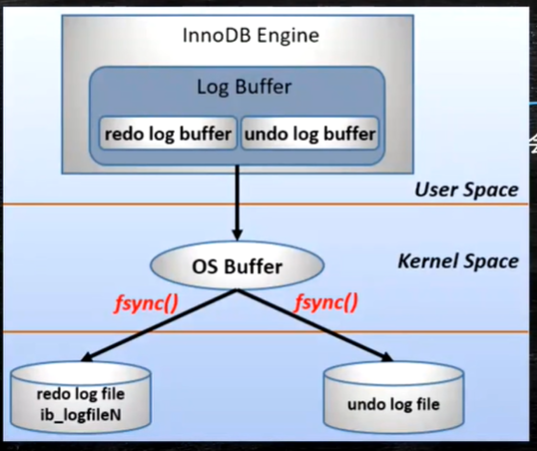 InnoDB Engine
Log Buffer
redo log buffer
undo log buffer
User Space
OS Buffer
Kernel Space
fsync()
fsync()
redo log file
ib_logfileN
undo log file